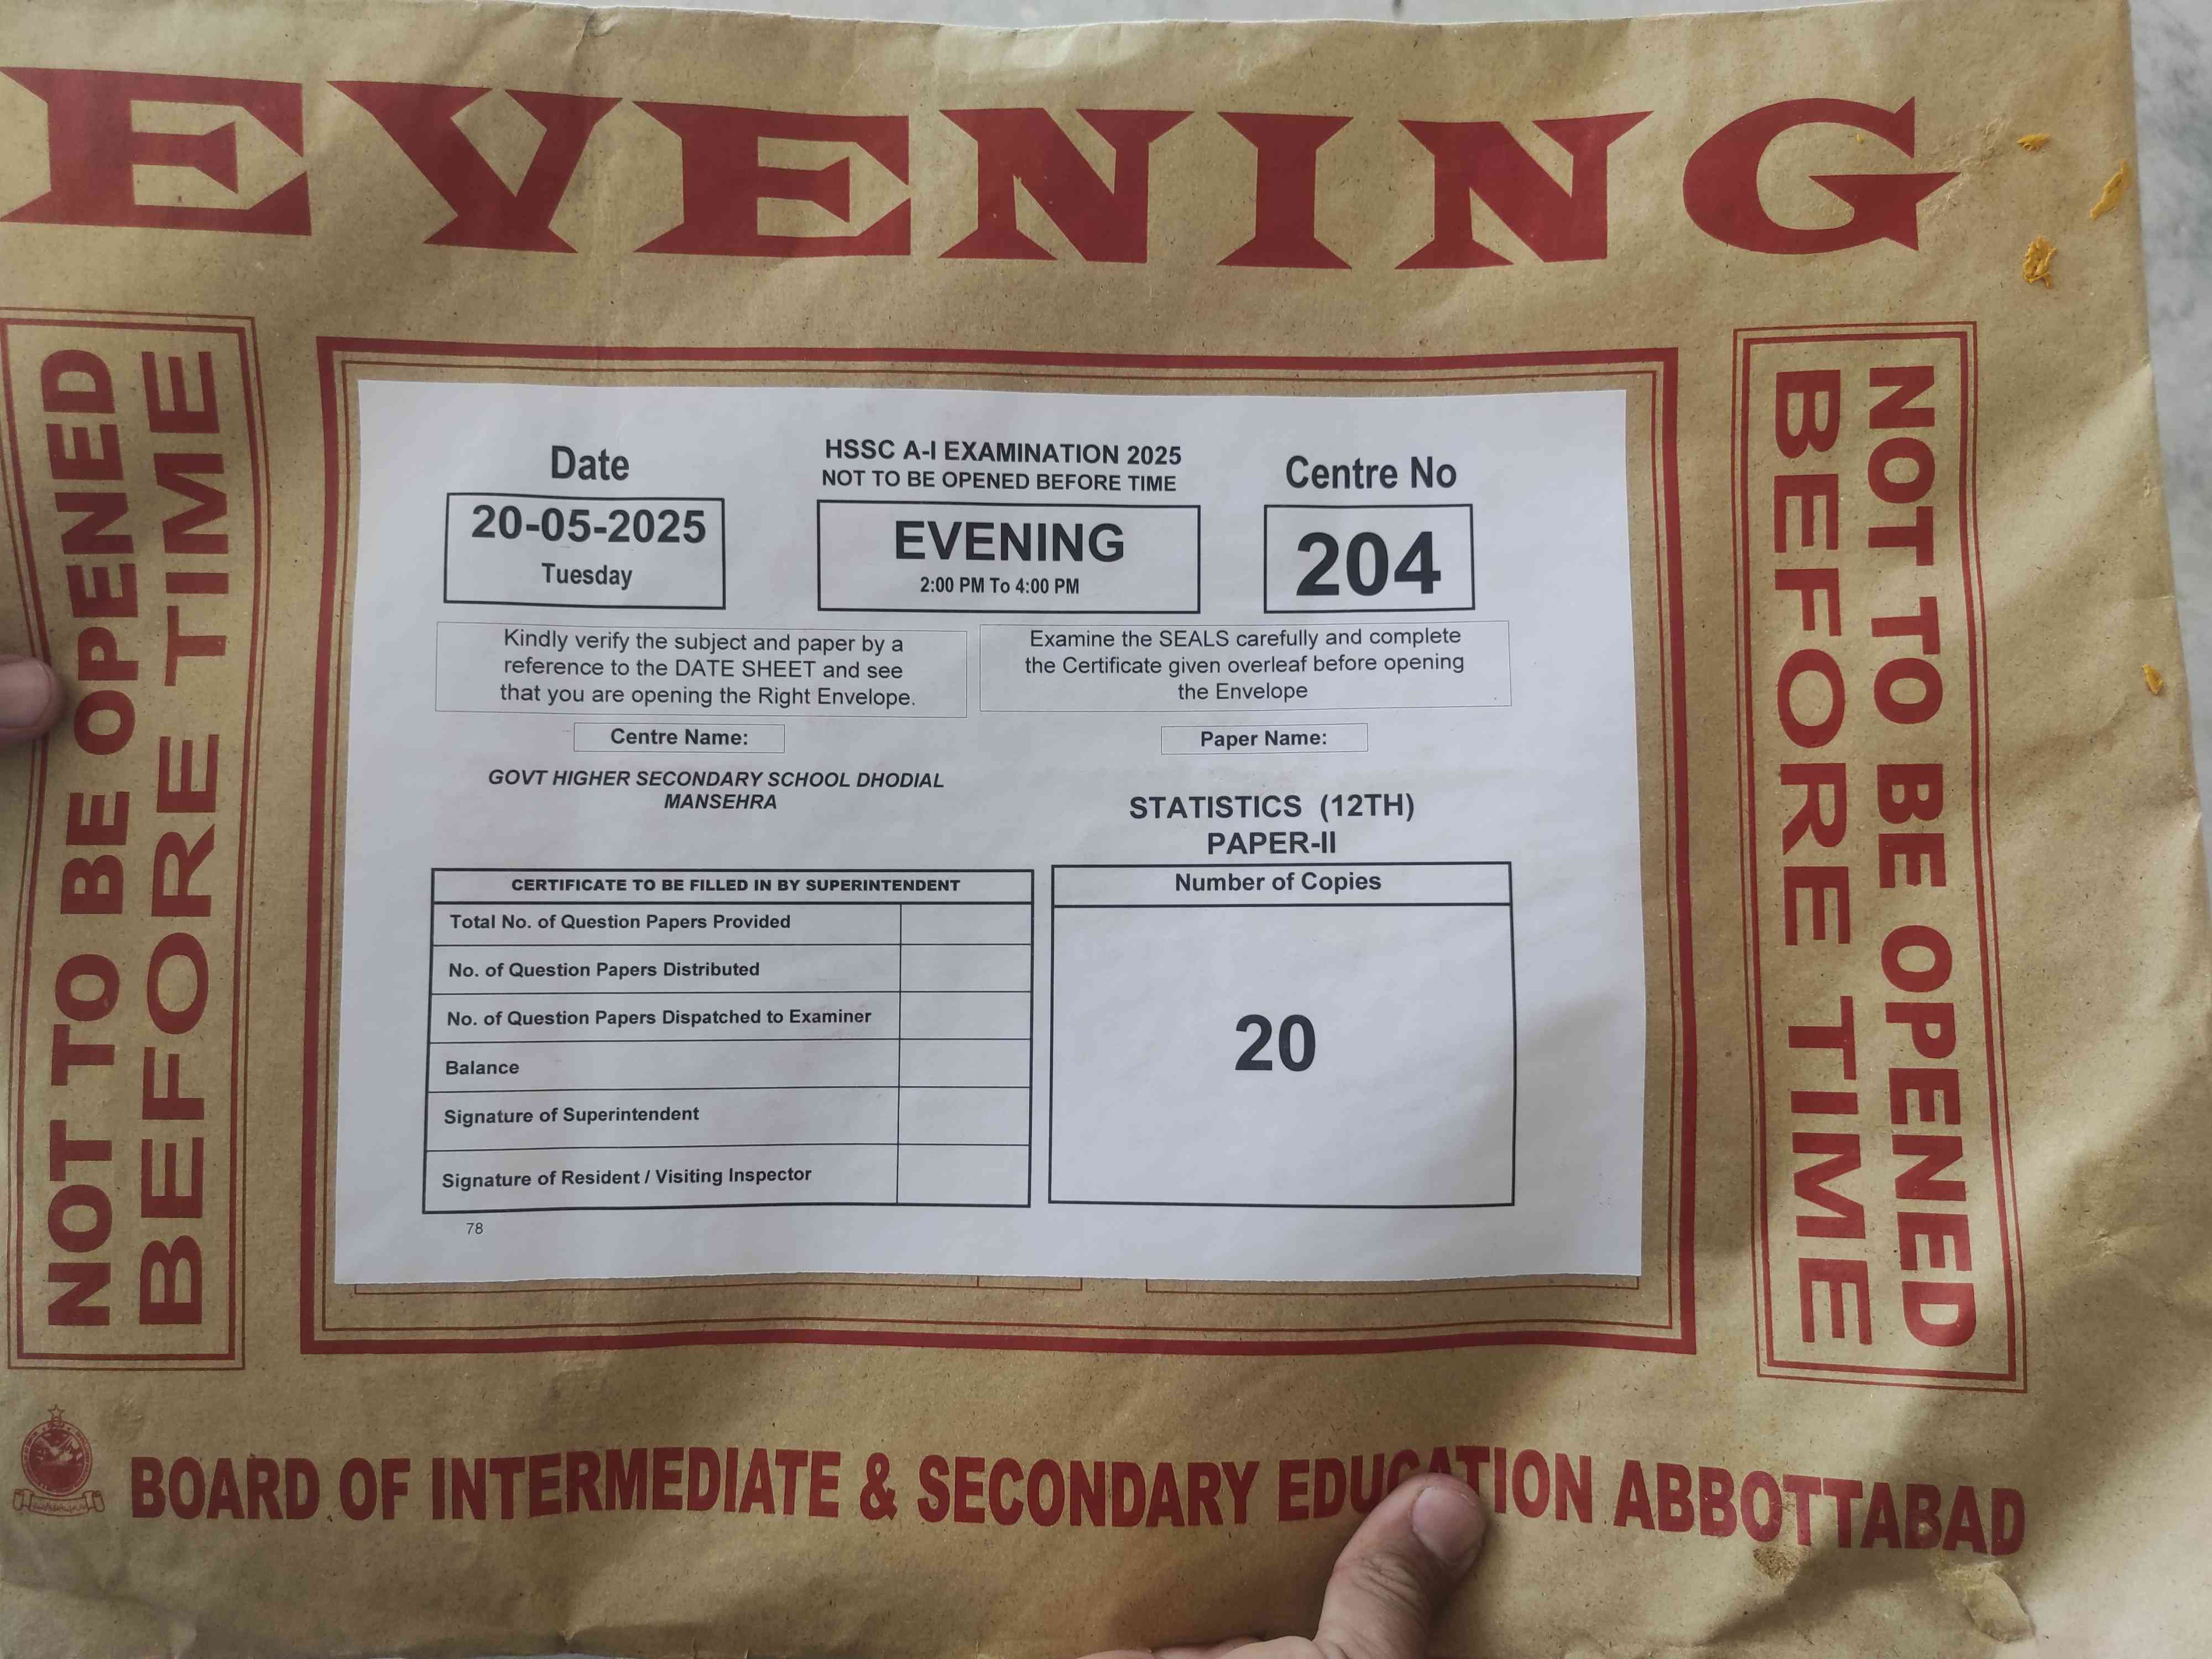 EVENING
NOT TO BE OPENED
BEFORE TIME
Date
20-05-2025
Tuesday
HSSC A-I EXAMINATION 2025
NOT TO BE OPENED BEFORE TIME
EVENING
2:00 PM To 4:00 PM
Centre No
204
Kindly verify the subject and paper by a
reference to the DATE SHEET and see
that you are opening the Right Envelope.
Examine the SEALS carefully and complete
the Certificate given overleaf before opening
the Envelope
Centre Name:
GOVT HIGHER SECONDARY SCHOOL DHODIAL
MANSEHRA
Paper Name:
STATISTICS (12TH)
PAPER-II
CERTIFICATE TO BE FILLED IN BY SUPERINTENDENT
Total No. of Question Papers Provided
No. of Question Papers Distributed
No. of Question Papers Dispatched to Examiner
Balance
Signature of Superintendent
Signature of Resident / Visiting Inspector
Number of Copies
20
78
NOT TO BE OPENED
BEFORE TIME
BOARD OF INTERMEDIATE & SECONDARY EDUCATION ABBOTTABAD